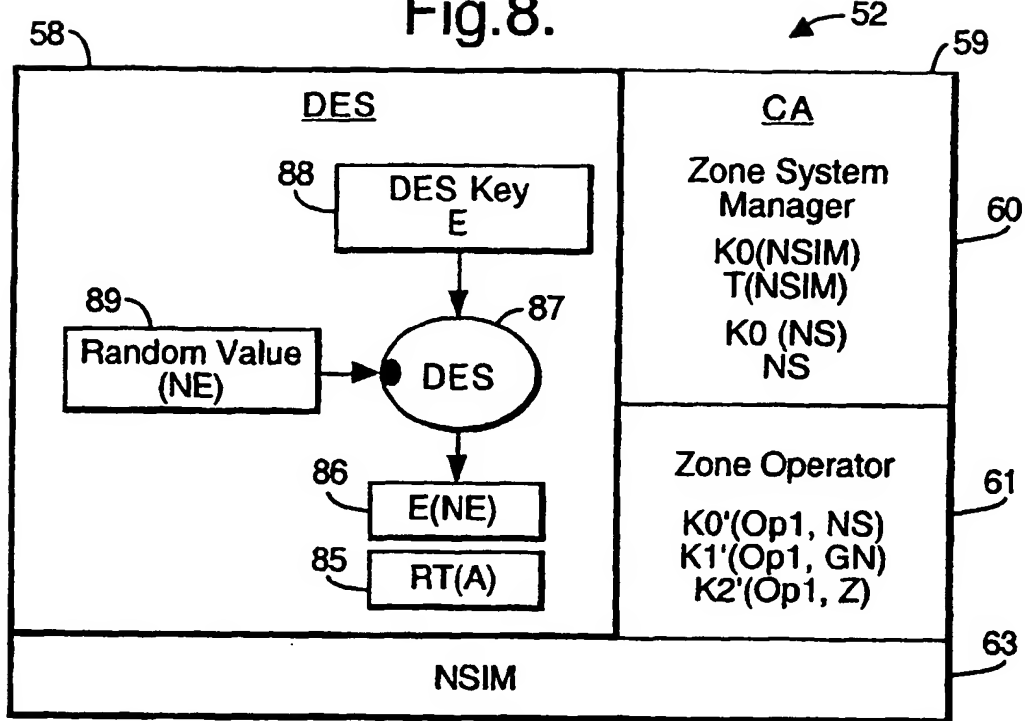 Fig.8.
52
58
59
DES
88
DES Key
E
89
Random Value
(NE)
87
DES
86
E(NE)
85
RT(A)
CA
Zone System
Manager
K0(NSIM)
T(NSIM)
K0 (NS)
NS
60
Zone Operator
K0'(Op1, NS)
K1'(Op1, GN)
K2'(Op1, Z)
61
NSIM
63